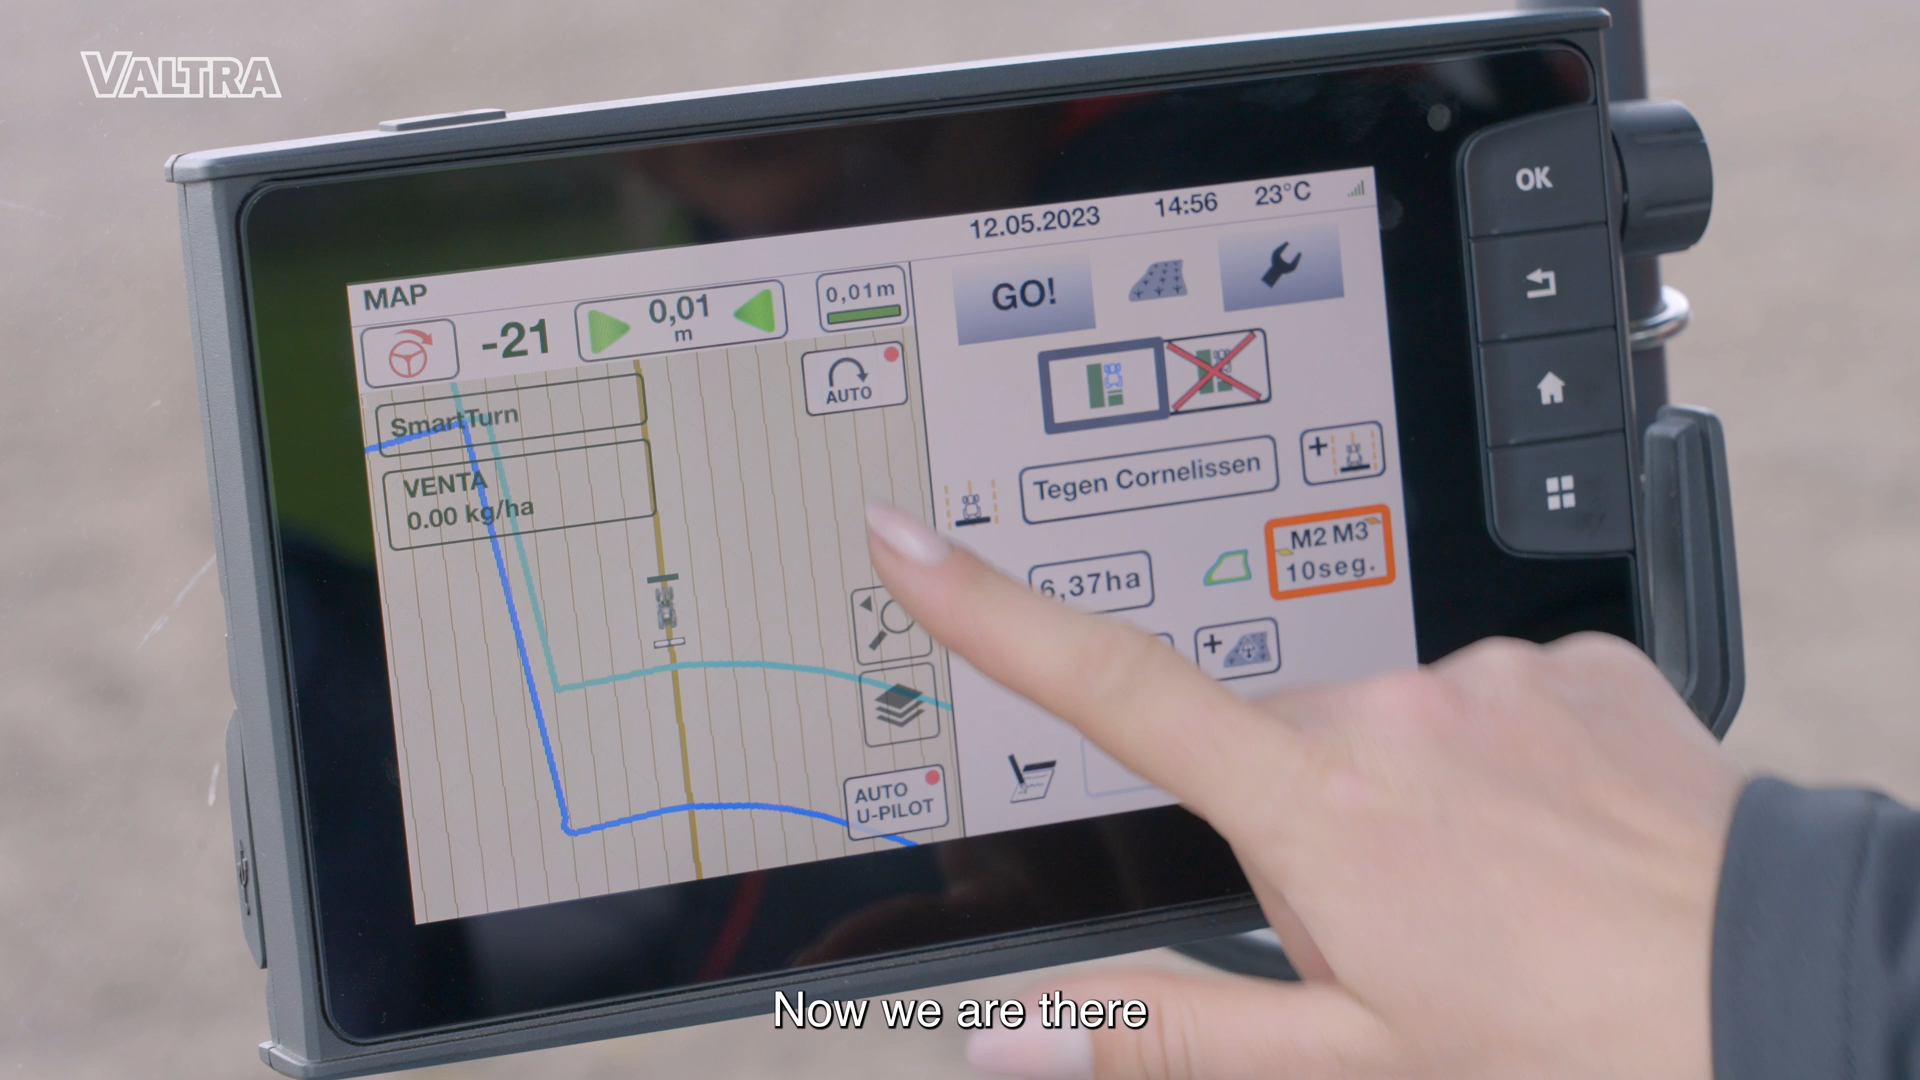 VALTRA
OK
12.05.2023 14:56 23°C
MAP
-21
0,01
m
0,01m
GO!
AUTO
SmartTurn
VENTA
0.00 kg/ha
Tegen Cornelissen
6,37ha
M2 M3
10seg.
AUTO
U-PILOT
Now we are there